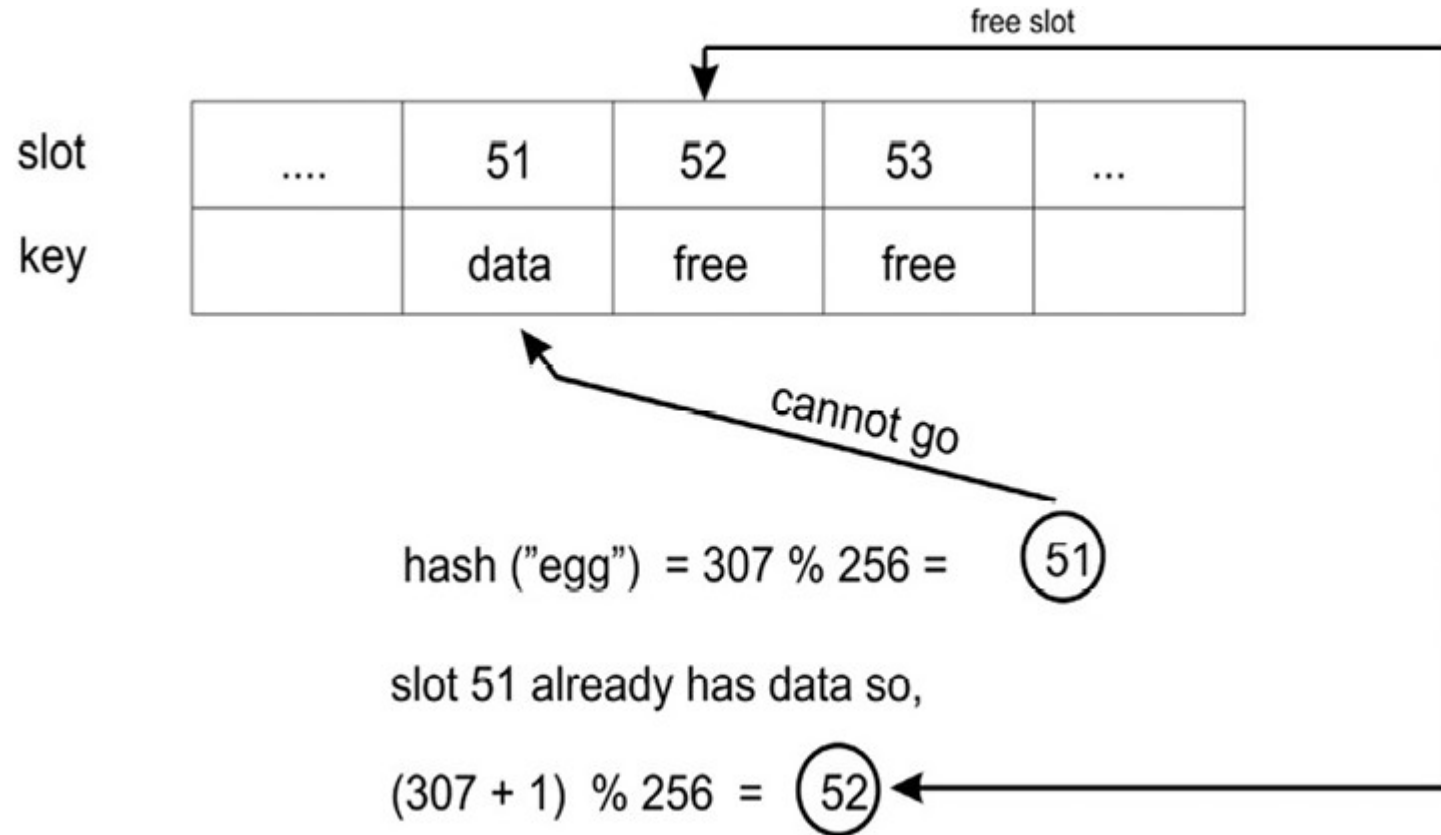 free slot
slot .... 51 52 53 ...
key data free free
cannot go
hash (”egg”) = 307 % 256 = 51
slot 51 already has data so,
(307 + 1) % 256 = 52